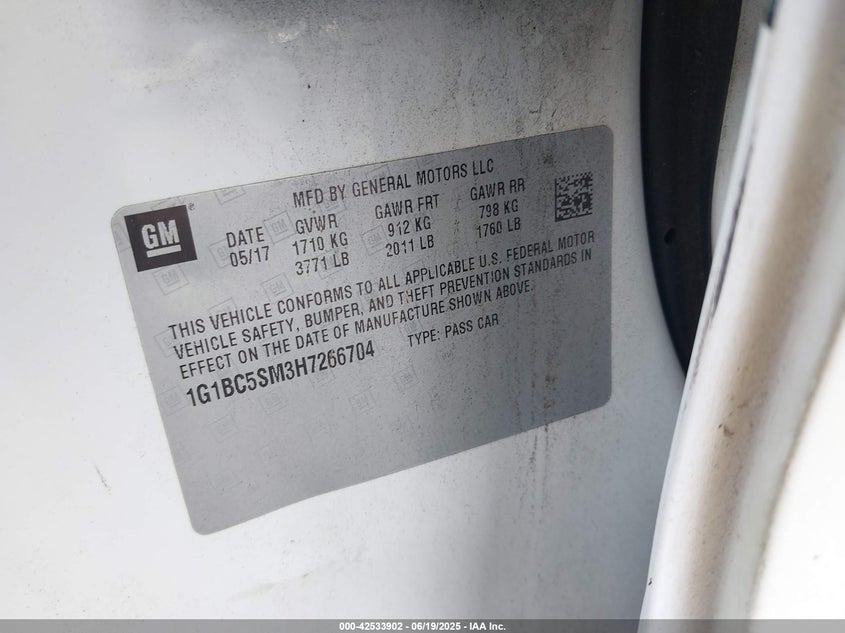 MFD BY GENERAL MOTORS LLC
GM
DATE GVWR GAWR FRT GAWR RR
05/17 1710 KG 912 KG 798 KG
3771 LB 2011 LB 1760 LB
THIS VEHICLE CONFORMS TO ALL APPLICABLE U.S. FEDERAL MOTOR
VEHICLE SAFETY, BUMPER, AND THEFT PREVENTION STANDARDS IN
EFFECT ON THE DATE OF MANUFACTURE SHOWN ABOVE.
1G1BC5SM3H7266704 TYPE: PASS CAR
000-42533902 - 06/19/2025 - IAA Inc.